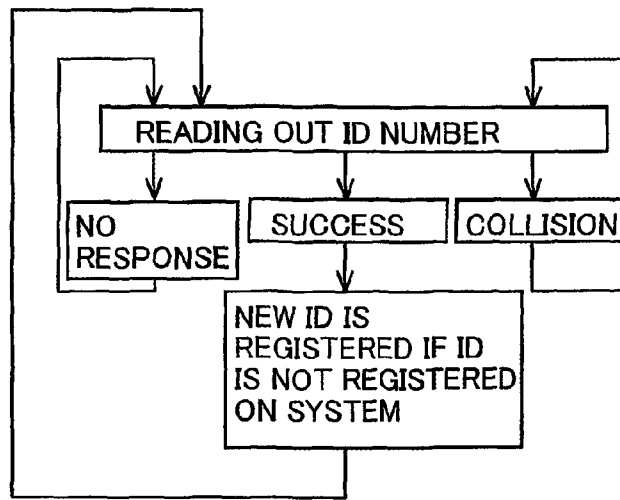 READING OUT ID NUMBER
NO
RESPONSE
SUCCESS
COLLISION
NEW ID IS
REGISTERED IF ID
IS NOT REGISTERED
ON SYSTEM